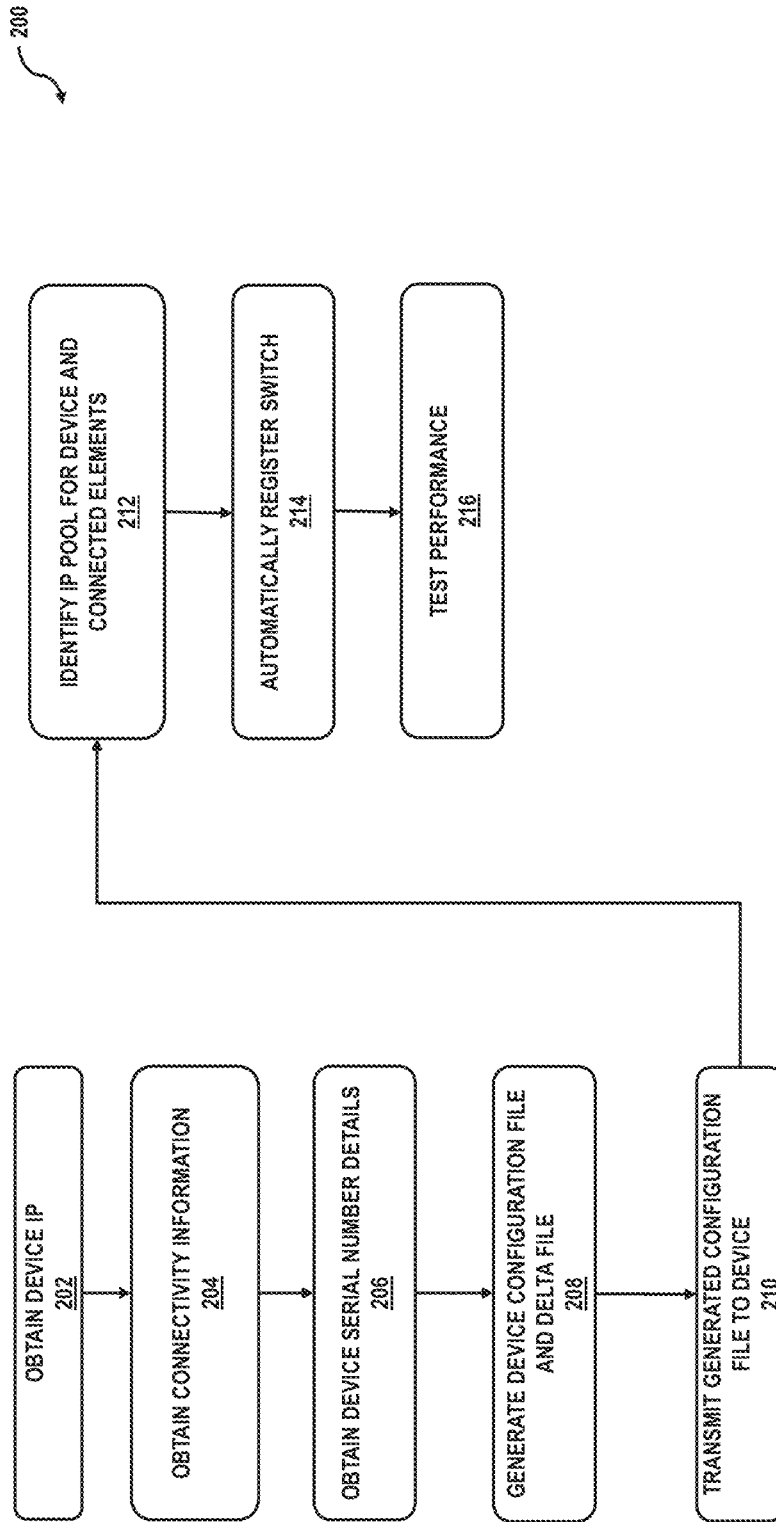 200
OBTAIN DEVICE IP
202
OBTAIN CONNECTIVITY INFORMATION
204
OBTAIN DEVICE SERIAL NUMBER DETAILS
206
GENERATE DEVICE CONFIGURATION FILE
AND DELTA FILE
208
TRANSMIT GENERATED CONFIGURATION
FILE TO DEVICE
210
IDENTIFY IP POOL FOR DEVICE AND
CONNECTED ELEMENTS
212
AUTOMATICALLY REGISTER SWITCH
214
TEST PERFORMANCE
216